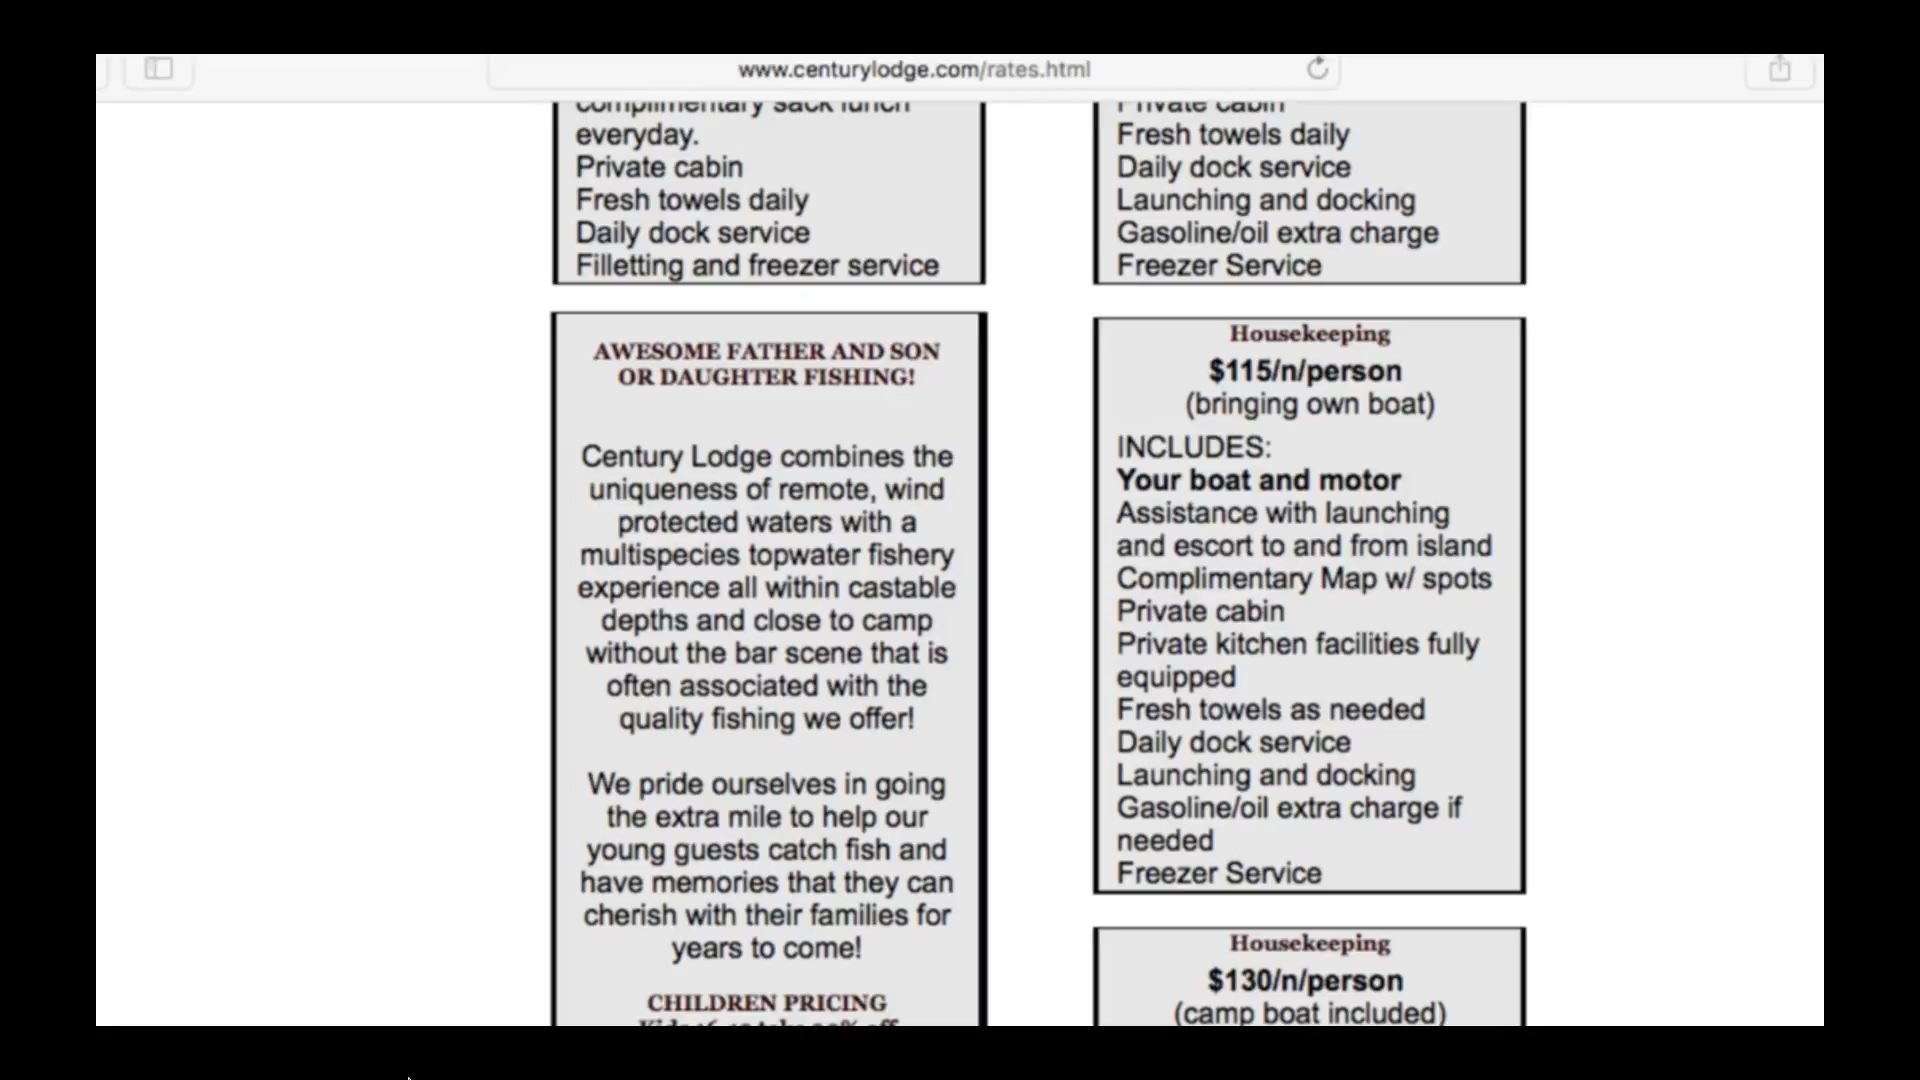 www.centurylodge.com/rates.html
complimentary sack lunch
everyday.
Private cabin
Fresh towels daily
Daily dock service
Filletting and freezer service
AWESOME FATHER AND SON
OR DAUGHTER FISHING!
Century Lodge combines the
uniqueness of remote, wind
protected waters with a
multispecies topwater fishery
experience all within castable
depths and close to camp
without the bar scene that is
often associated with the
quality fishing we offer!
We pride ourselves in going
the extra mile to help our
young guests catch fish and
have memories that they can
cherish with their families for
years to come!
CHILDREN PRICING
Private cabin
Fresh towels daily
Daily dock service
Launching and docking
Gasoline/oil extra charge
Freezer Service
Housekeeping
$115/n/person
(bringing own boat)
INCLUDES:
Your boat and motor
Assistance with launching
and escort to and from island
Complimentary Map w/ spots
Private cabin
Private kitchen facilities fully
equipped
Fresh towels as needed
Daily dock service
Launching and docking
Gasoline/oil extra charge if
needed
Freezer Service
Housekeeping
$130/n/person
(camp boat included)